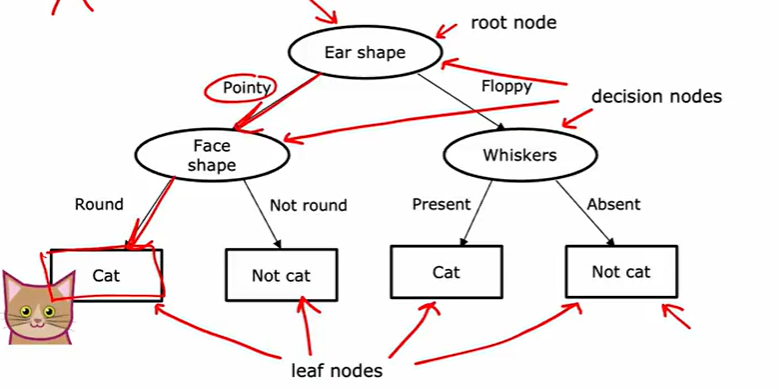 root node
Ear shape
Pointy
Floppy
decision nodes
Face
shape
Whiskers
Round
Not round
Present
Absent
Cat
Not cat
Cat
Not cat
leaf nodes